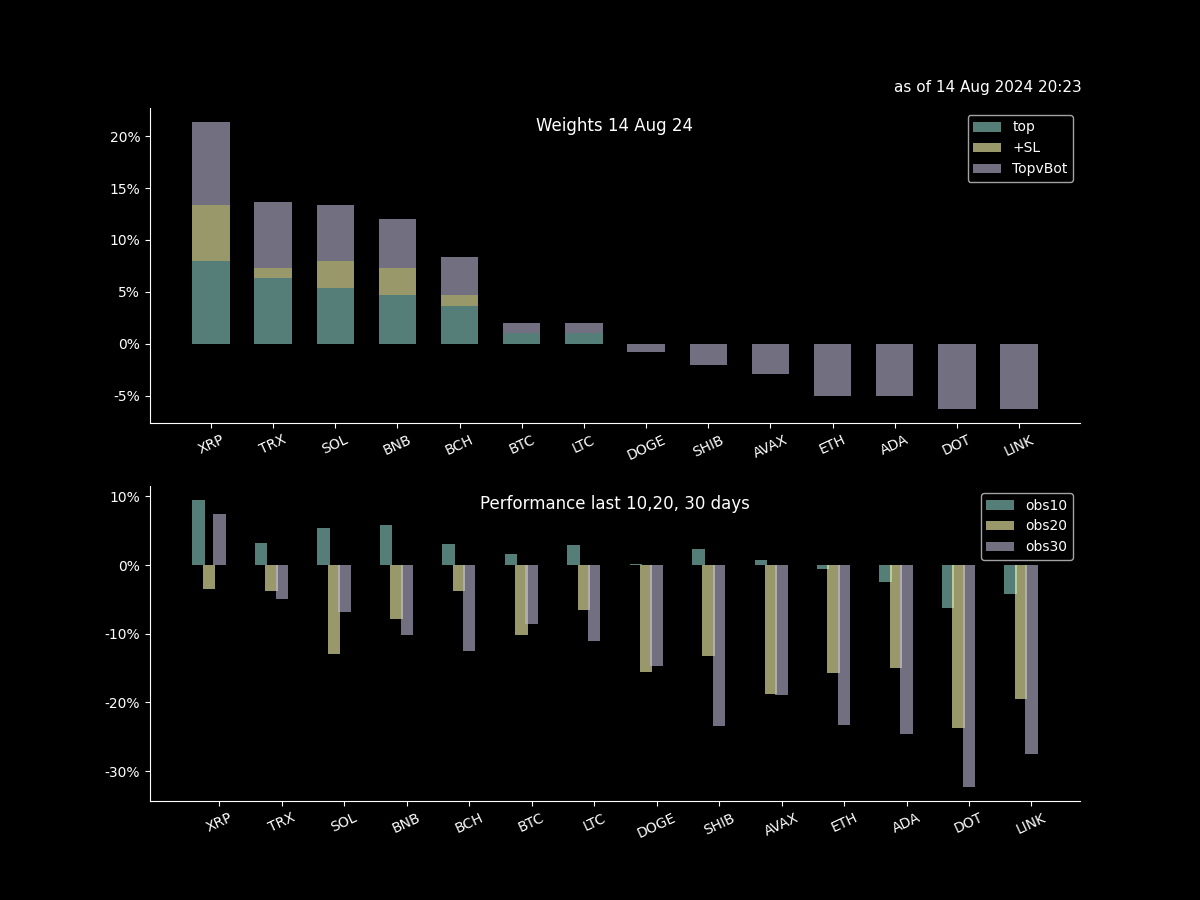 as of 14 Aug 2024 20:23
Weights 14 Aug 24
top
+SL
TopvBot
20%
15%
10%
5%
0%
-5%
XRP TRX SOL BNB BCH BTC LTC DOGE SHIB AVAX ETH ADA DOT LINK
Performance last 10,20, 30 days
obs10
obs20
obs30
10%
0%
-10%
-20%
-30%
XRP TRX SOL BNB BCH BTC LTC DOGE SHIB AVAX ETH ADA DOT LINK